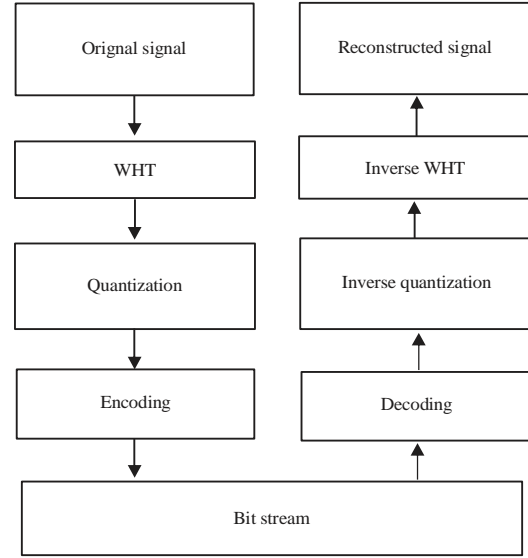 Orignal signal
WHT
Quantization
Encoding
Bit stream
Decoding
Inverse quantization
Inverse WHT
Reconstructed signal